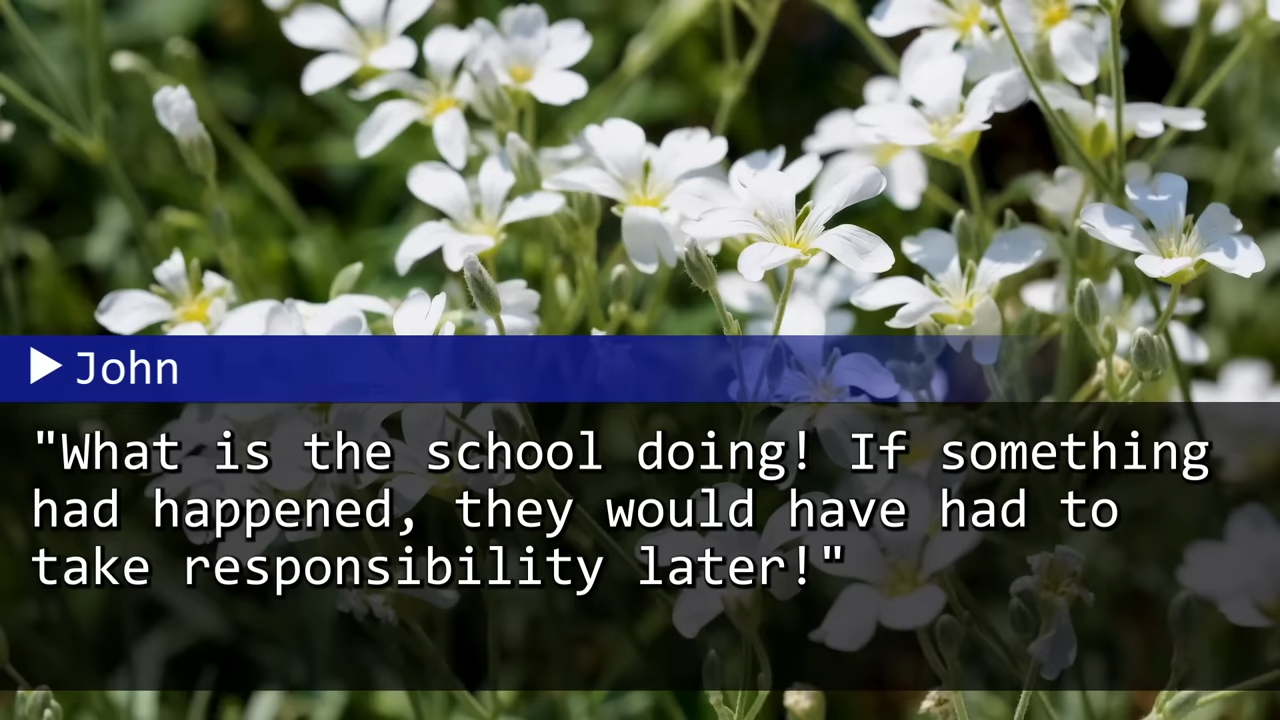 John
"What is the school doing! If something
had happened, they would have had to
take responsibility later!"